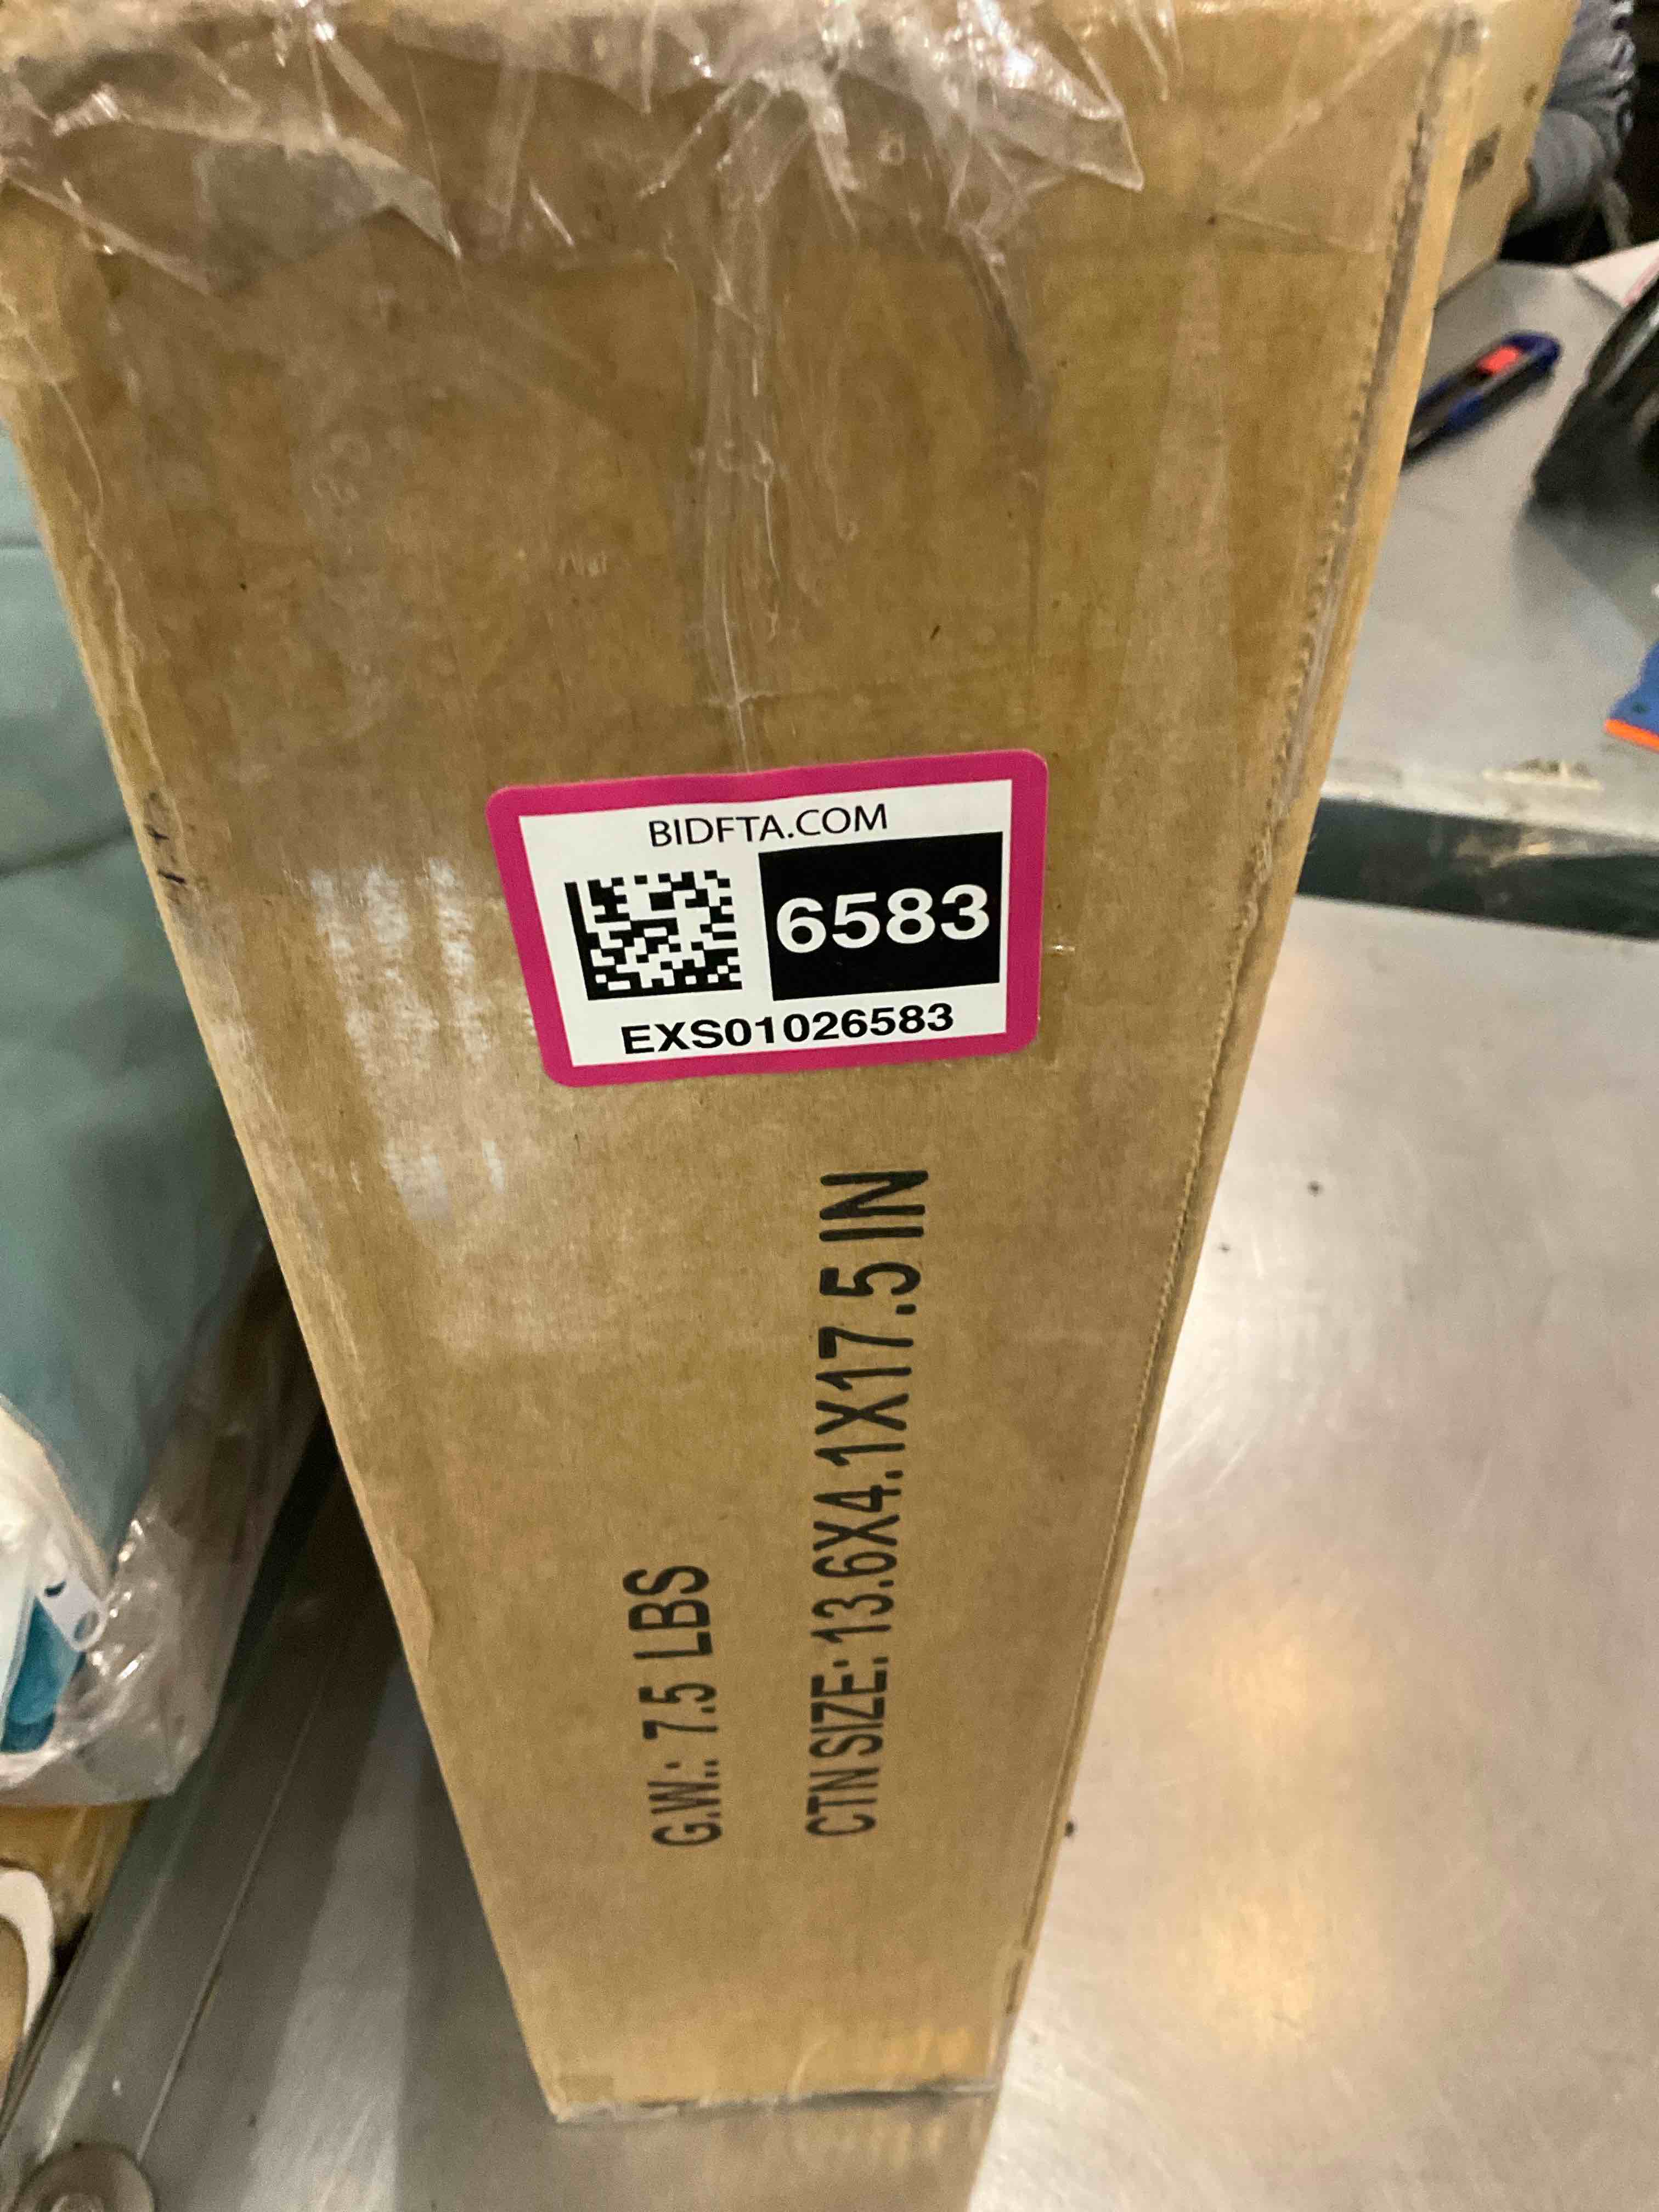 BIDFTA.COM
6583
EXS01026583
G.W.: 7.5 LBS
CTN SIZE: 13.6X4.1X17.5 IN